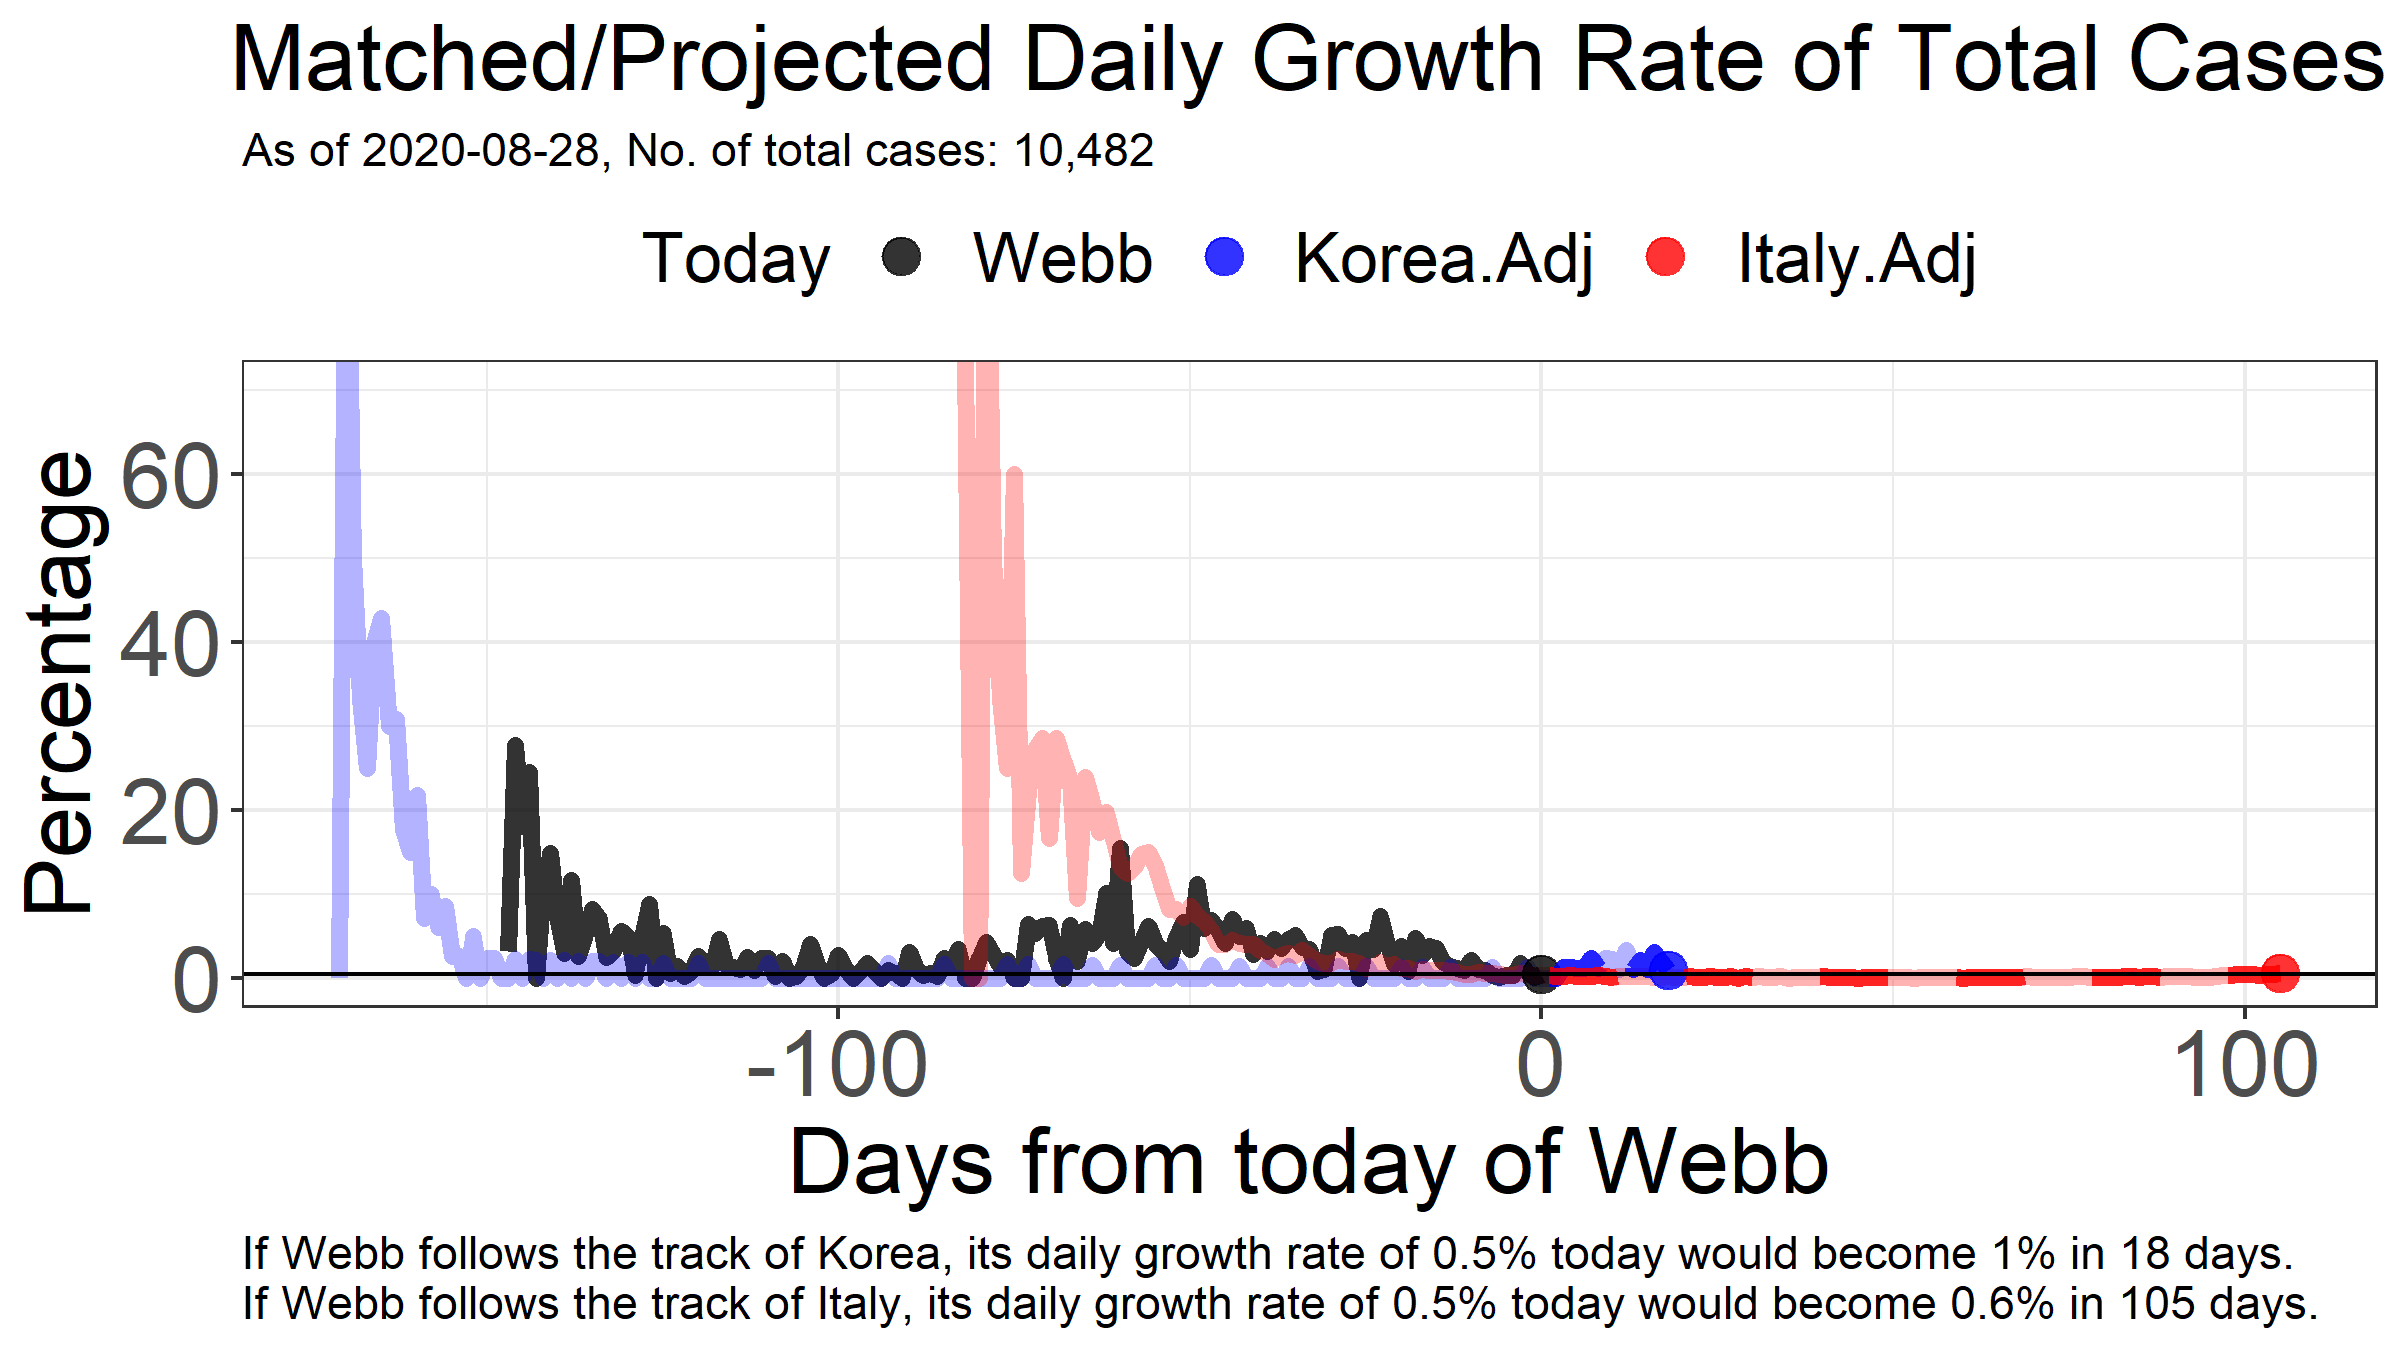 Matched/Projected Daily Growth Rate of Total Cases
As of 2020-08-28, No. of total cases: 10,482
Today Webb Korea.Adj Italy.Adj
Percentage
60
40
20
0
-100 0 100
Days from today of Webb
If Webb follows the track of Korea, its daily growth rate of 0.5% today would become 1% in 18 days.
If Webb follows the track of Italy, its daily growth rate of 0.5% today would become 0.6% in 105 days.